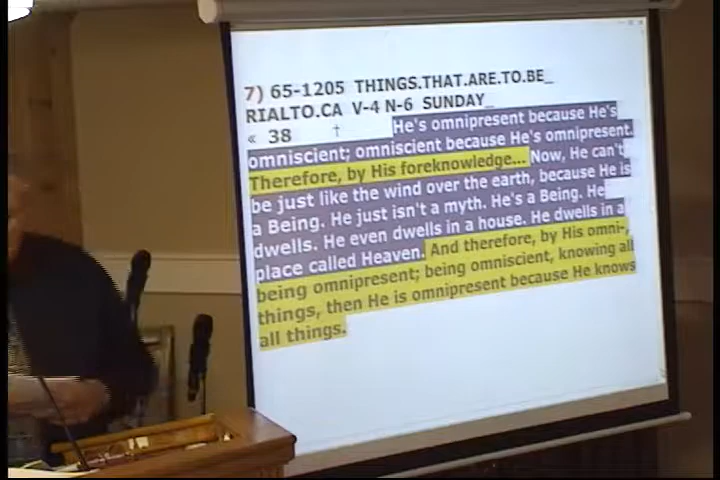 7) 65-1205 THINGS.THAT.ARE.TO.BE_
RIALTO.CA V-4 N-6 SUNDAY_
« 38 † He's omnipresent because He's
omniscient; omniscient because He's omnipresent.
Therefore, by His foreknowledge... Now, He can't
be just like the wind over the earth, because He is
a Being. He just isn't a myth. He's a Being. He
dwells. He even dwells in a house. He dwells in a
place called Heaven. And therefore, by His omni-,
being omnipresent; being omniscient, knowing all
things, then He is omnipresent because He knows
all things.